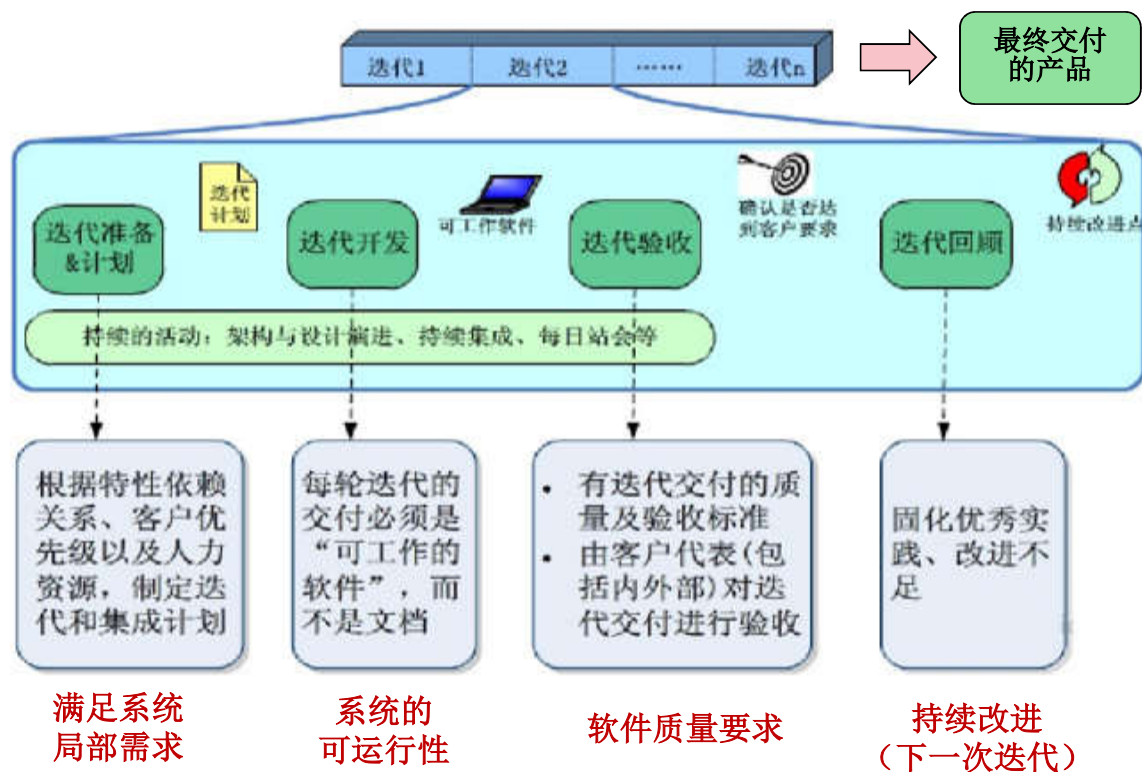 迭代1
迭代2
……
迭代n
最终交付
的产品
迭代准备
&计划
迭代
计划
迭代开发
可工作软件
迭代验收
确认是否达
到客户要求
迭代回顾
持续改进点
持续的活动：架构与设计演进、持续集成、每日站会等
根据特性依赖
关系、客户优
先级以及人力
资源，制定迭
代和集成计划
每轮迭代的
交付必须是
“可工作的
软件”，而
不是文档
• 有迭代交付的质
量及验收标准
• 由客户代表(包
括内外部)对迭
代交付进行验收
固化优秀实
践、改进不
足
满足系统
局部需求
系统的
可运行性
软件质量要求
持续改进
（下一次迭代）